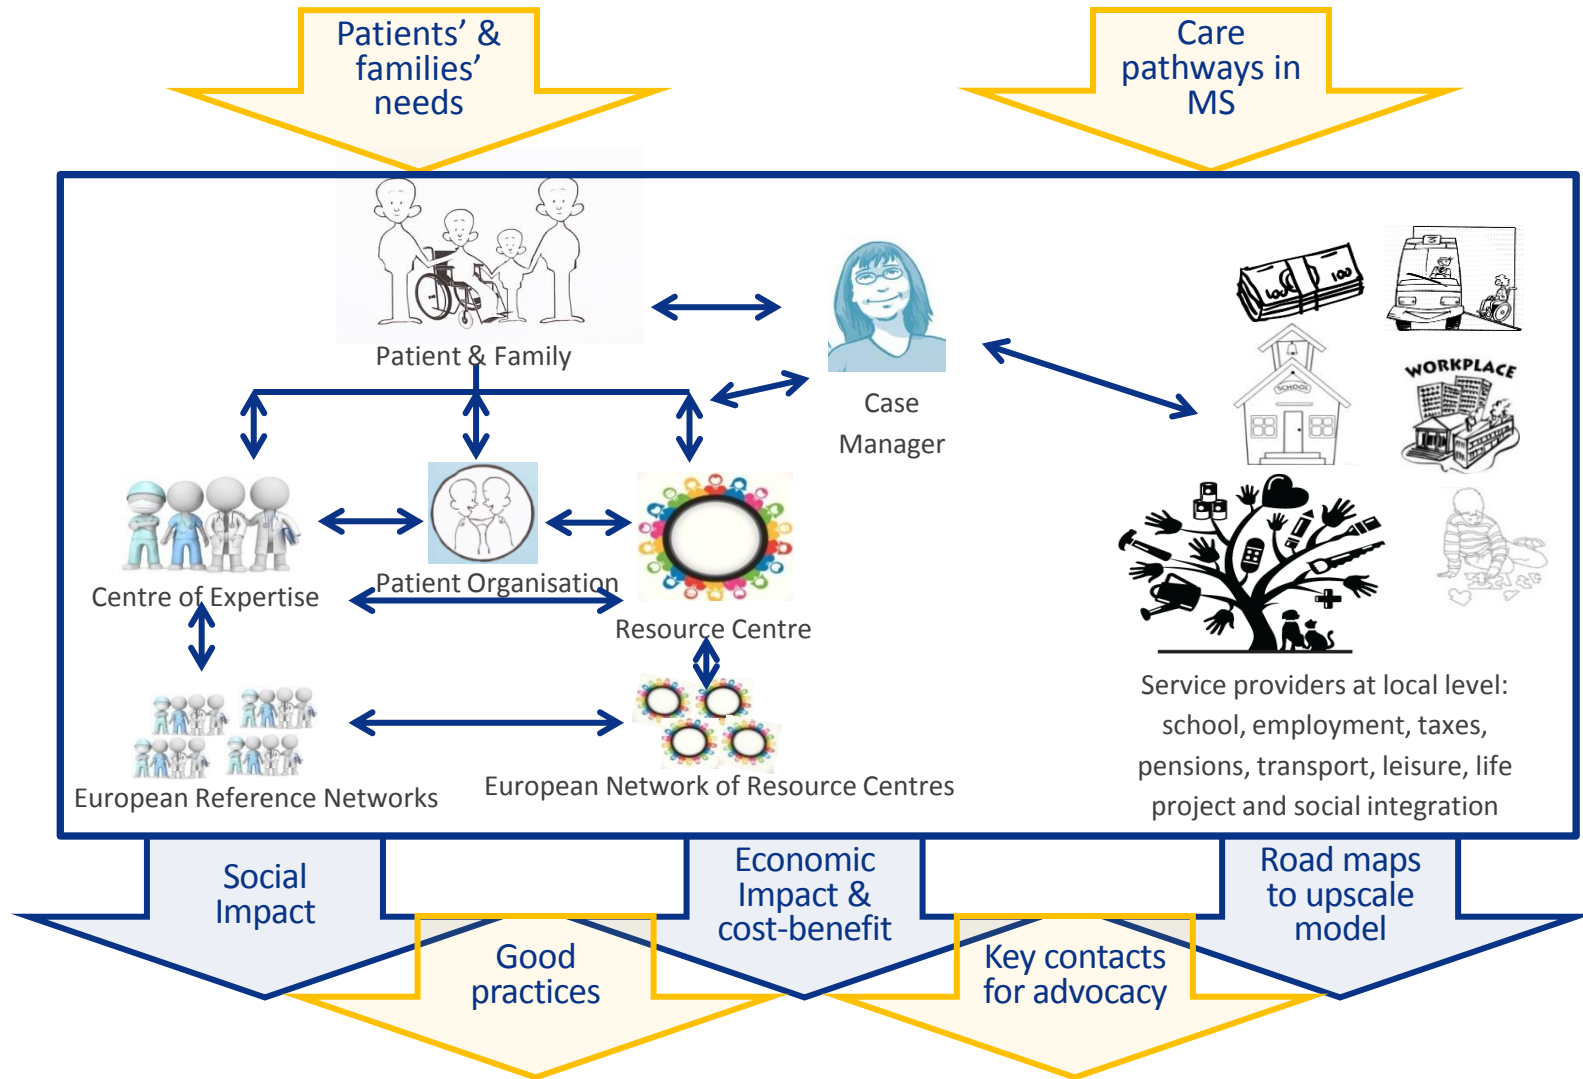 Patients’ &
families’
needs
Care
pathways in
MS
Patient & Family
Case
Manager
100
100
SCHOOL
WORKPLACE
Centre of Expertise
Patient Organisation
Resource Centre
European Reference Networks
European Network of Resource Centres
Service providers at local level:
school, employment, taxes,
pensions, transport, leisure, life
project and social integration
Social
Impact
Economic
Impact &
cost-benefit
Road maps
to upscale
model
Good
practices
Key contacts
for advocacy